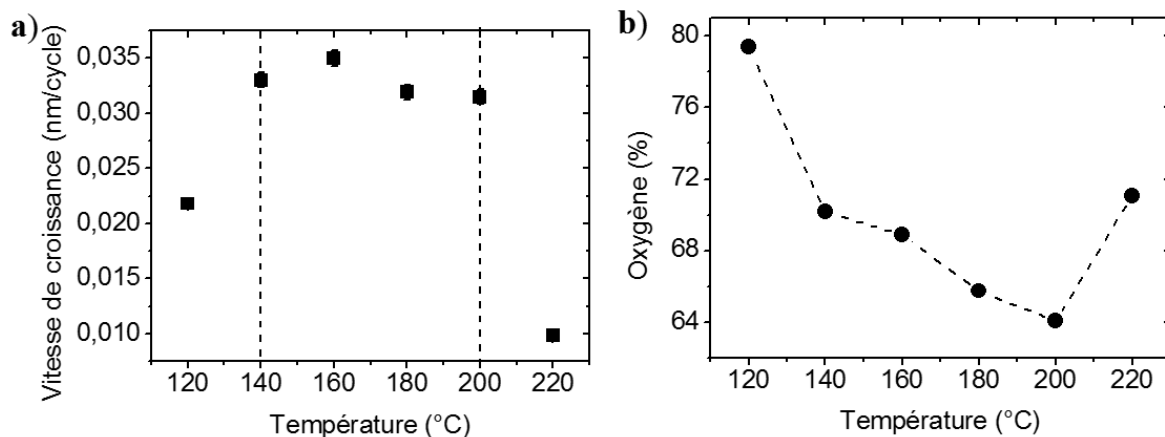 a)
Vitesse de croissance (nm/cycle)
0,035
0,030
0,025
0,020
0,015
0,010
120 140 160 180 200 220
Température (°C)
b)
Oxygène (%)
80
76
72
68
64
120 140 160 180 200 220
Température (°C)